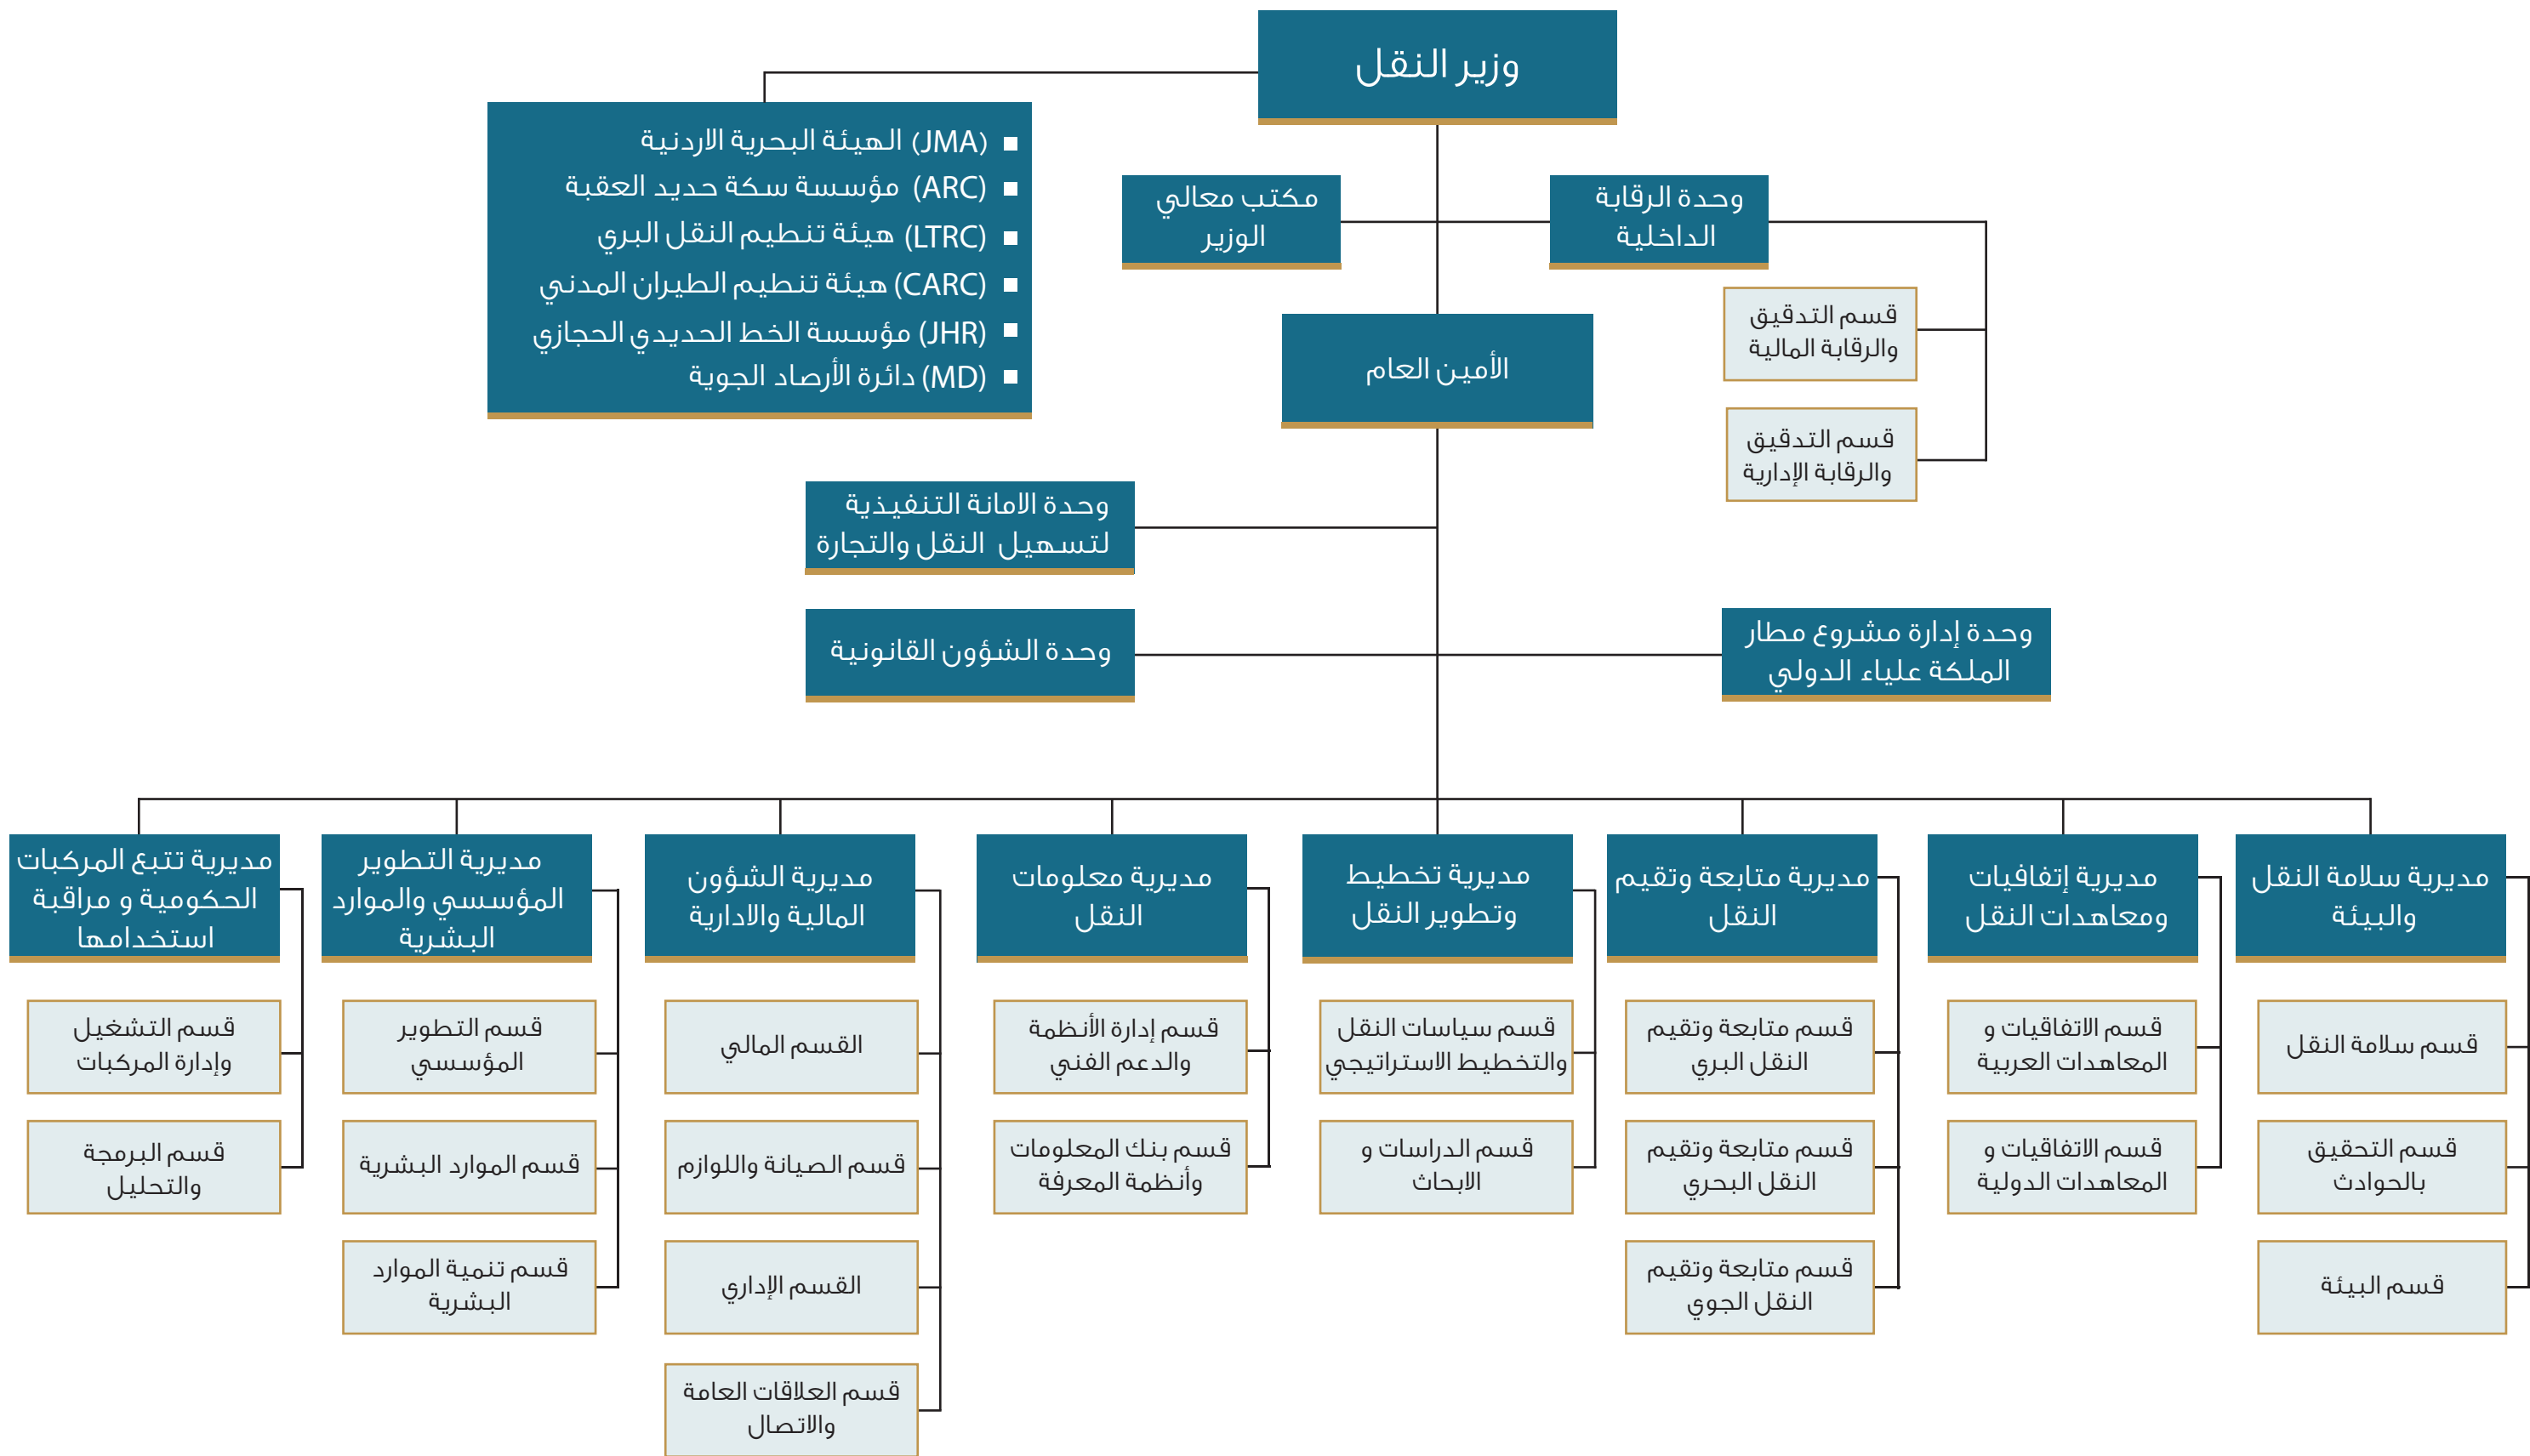 وزير النقل
(JMA) الهيئة البحرية الاردنية
(ARC) مؤسسة سكة حديد العقبة
(LTRC) هيئة تنظيم النقل البري
(CARC) هيئة تنظيم الطيران المدني
(JHR) مؤسسة الخط الحديدي الحجازي
(MD) دائرة الأرصاد الجوية
وحدة الرقابة
الداخلية
مكتب معالي
الوزير
قسم التدقيق
والرقابة المالية
قسم التدقيق
والرقابة الإدارية
الأمين العام
وحدة الامانة التنفيذية
لتسهيل النقل والتجارة
وحدة إدارة مشروع مطار
الملكة علياء الدولي
وحدة الشؤون القانونية
مديرية سلامة النقل
والبيئة
قسم سلامة النقل
قسم التحقيق
بالحوادث
قسم البيئة
مديرية إتفافيات
ومعاهدات النقل
قسم الاتفاقيات و
المعاهدات العربية
قسم الاتفاقيات و
المعاهدات الدولية
مديرية متابعة وتقيم
النقل
قسم متابعة وتقيم
النقل البري
قسم متابعة وتقيم
النقل البحري
قسم متابعة وتقيم
النقل الجوي
مديرية تخطيط
وتطوير النقل
قسم سياسات النقل
والتخطيط الاستراتيجي
قسم الدراسات و
الابحاث
مديرية معلومات
النقل
قسم إدارة الأنظمة
والدعم الفني
قسم بنك المعلومات
وأنظمة المعرفة
مديرية الشؤون
المالية والادارية
القسم المالي
قسم الصيانة واللوازم
القسم الإداري
قسم العلاقات العامة
والاتصال
مديرية التطوير
المؤسسي والموارد
البشرية
قسم التطوير
المؤسسي
قسم الموارد البشرية
قسم تنمية الموارد
البشرية
مديرية تتبع المركبات
الحكومية و مراقبة
استخدامها
قسم التشغيل
وإدارة المركبات
قسم البرمجة
والتحليل